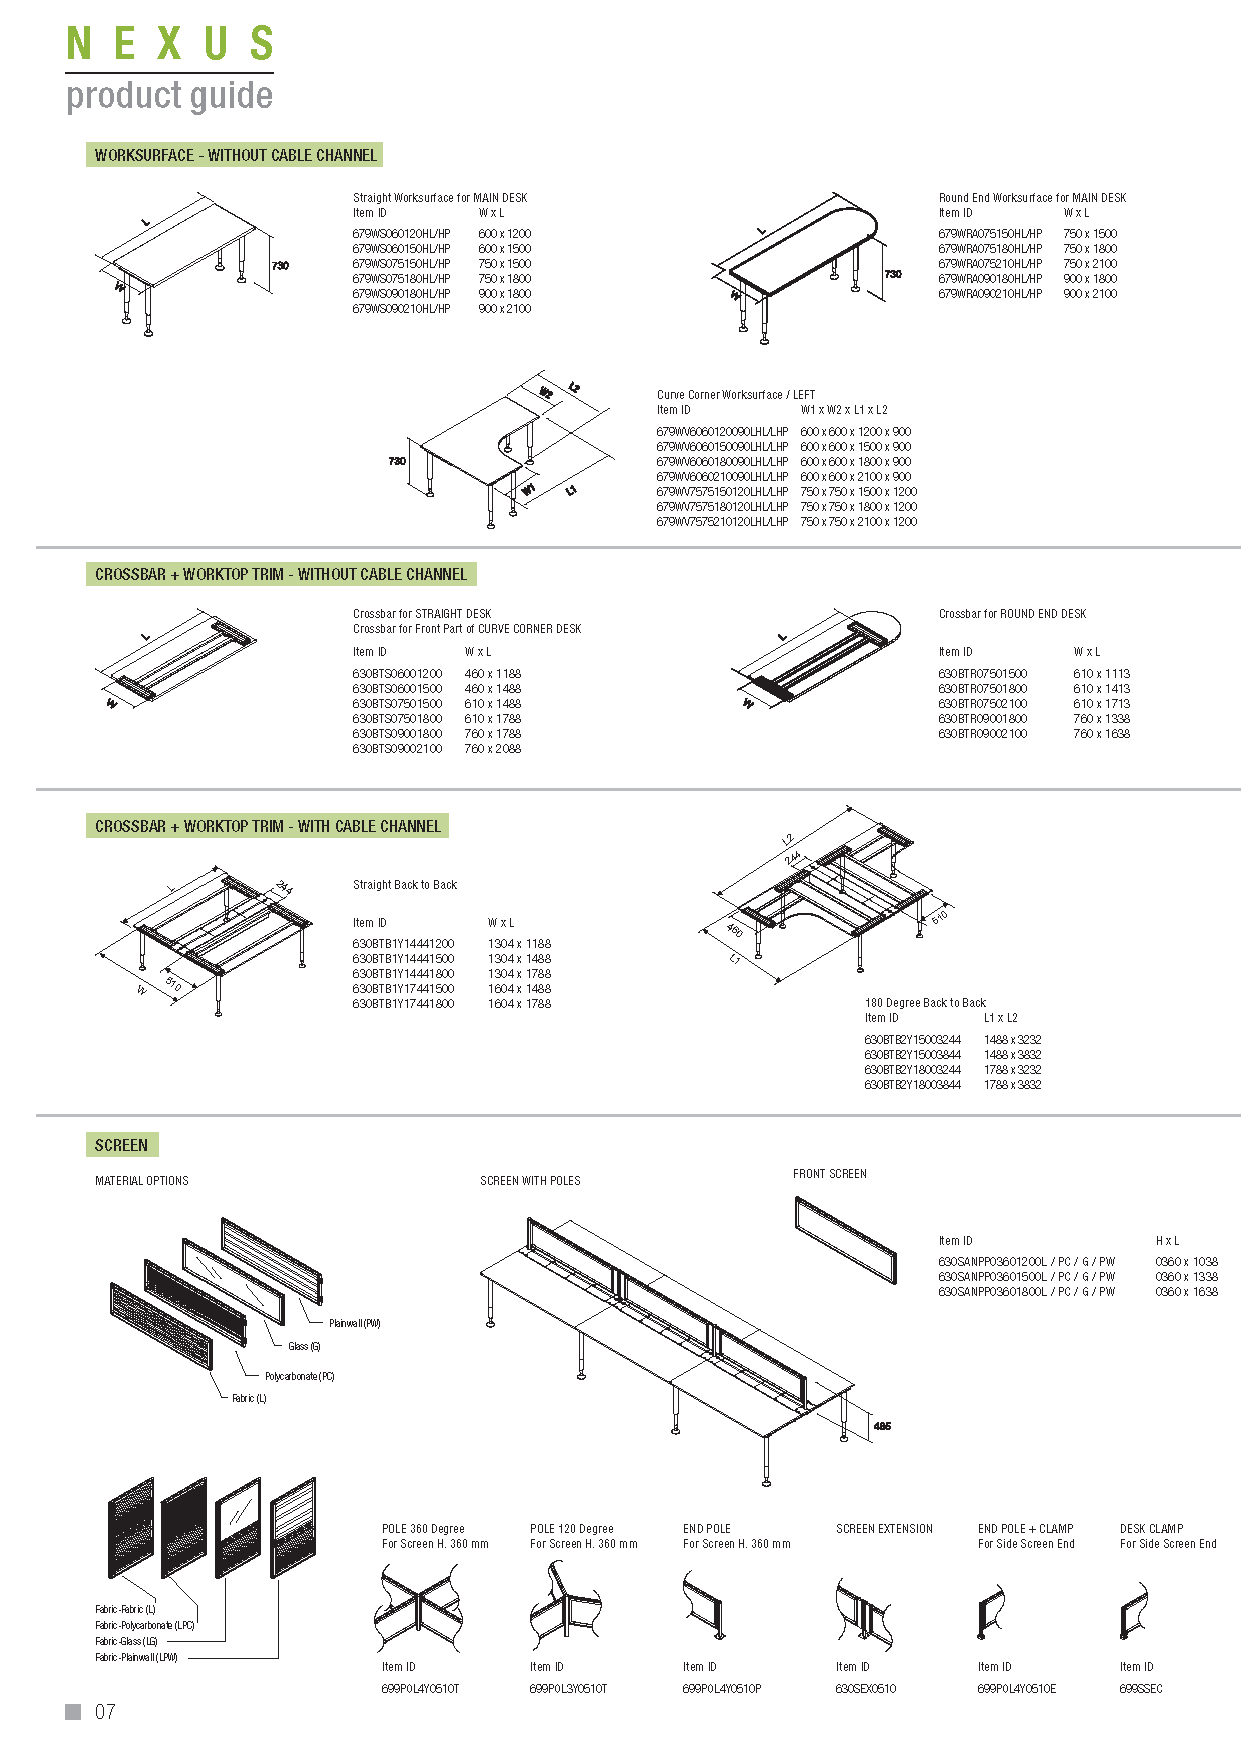 NEXUS
product guide
WORKSURFACE - WITHOUT CABLE CHANNEL
L
730
W
Straight Worksurface for MAIN DESK
Item ID W x L
679WS060120HL/HP 600 x 1200
679WS060150HL/HP 600 x 1500
679WS075150HL/HP 750 x 1500
679WS075180HL/HP 750 x 1800
679WS090180HL/HP 900 x 1800
679WS090210HL/HP 900 x 2100
L
730
W
Round End Worksurface for MAIN DESK
Item ID W x L
679WRA075150HL/HP 750 x 1500
679WRA075180HL/HP 750 x 1800
679WRA075210HL/HP 750 x 2100
679WRA090180HL/HP 900 x 1800
679WRA090210HL/HP 900 x 2100
W2 L2
730
W1 L1
Curve Corner Worksurface / LEFT
Item ID W1 x W2 x L1 x L2
679WV6060120090LHL/LHP 600 x 600 x 1200 x 900
679WV6060150090LHL/LHP 600 x 600 x 1500 x 900
679WV6060180090LHL/LHP 600 x 600 x 1800 x 900
679WV6060210090LHL/LHP 600 x 600 x 2100 x 900
679WV7575150120LHL/LHP 750 x 750 x 1500 x 1200
679WV7575180120LHL/LHP 750 x 750 x 1800 x 1200
679WV7575210120LHL/LHP 750 x 750 x 2100 x 1200
CROSSBAR + WORKTOP TRIM - WITHOUT CABLE CHANNEL
L
W
Crossbar for STRAIGHT DESK
Crossbar for Front Part of CURVE CORNER DESK
Item ID W x L
630BTS06001200 460 x 1188
630BTS06001500 460 x 1488
630BTS07501500 610 x 1488
630BTS07501800 610 x 1788
630BTS09001800 760 x 1788
630BTS09002100 760 x 2088
L
W
Crossbar for ROUND END DESK
Item ID W x L
630BTR07501500 610 x 1113
630BTR07501800 610 x 1413
630BTR07502100 610 x 1713
630BTR09001800 760 x 1338
630BTR09002100 760 x 1638
CROSSBAR + WORKTOP TRIM - WITH CABLE CHANNEL
L
244
510
W
Straight Back to Back
Item ID W x L
630BTB1Y14441200 1304 x 1188
630BTB1Y14441500 1304 x 1488
630BTB1Y14441800 1304 x 1788
630BTB1Y17441500 1604 x 1488
630BTB1Y17441800 1604 x 1788
L2
244
510
460
L1
180 Degree Back to Back
Item ID L1 x L2
630BTB2Y15003244 1488 x 3232
630BTB2Y15003844 1488 x 3832
630BTB2Y18003244 1788 x 3232
630BTB2Y18003844 1788 x 3832
SCREEN
MATERIAL OPTIONS
SCREEN WITH POLES
FRONT SCREEN
Item ID H x L
630SANPP03601200L / PC / G / PW 0360 x 1038
630SANPP03601500L / PC / G / PW 0360 x 1338
630SANPP03601800L / PC / G / PW 0360 x 1638
Plainwall (PW)
Glass (G)
Polycarbonate (PC)
Fabric (L)
485
Fabric -Fabric (L)
Fabric -Polycarbonate (LPC)
Fabric -Glass (LG)
Fabric -Plainwall (LPW)
POLE 360 Degree
For Screen H. 360 mm
Item ID
699POL4Y0510T
POLE 120 Degree
For Screen H. 360 mm
Item ID
699POL3Y0510T
END POLE
For Screen H. 360 mm
Item ID
699POL4Y0510P
SCREEN EXTENSION
Item ID
630SEX0510
END POLE + CLAMP
For Side Screen End
Item ID
699POL4Y0510E
DESK CLAMP
For Side Screen End
Item ID
699SSEC
07